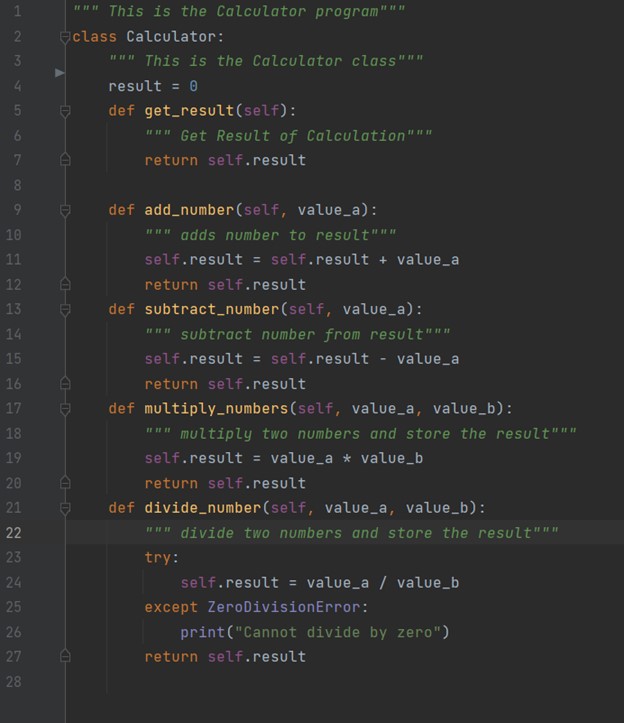 1 """ This is the Calculator program"""
2 class Calculator:
3     """ This is the Calculator class"""
4     result = 0
5     def get_result(self):
6         """ Get Result of Calculation"""
7         return self.result
8
9     def add_number(self, value_a):
10         """ adds number to result"""
11         self.result = self.result + value_a
12         return self.result
13     def subtract_number(self, value_a):
14         """ subtract number from result"""
15         self.result = self.result - value_a
16         return self.result
17     def multiply_numbers(self, value_a, value_b):
18         """ multiply two numbers and store the result"""
19         self.result = value_a * value_b
20         return self.result
21     def divide_number(self, value_a, value_b):
22         """ divide two numbers and store the result"""
23         try:
24             self.result = value_a / value_b
25         except ZeroDivisionError:
26             print("Cannot divide by zero")
27         return self.result
28